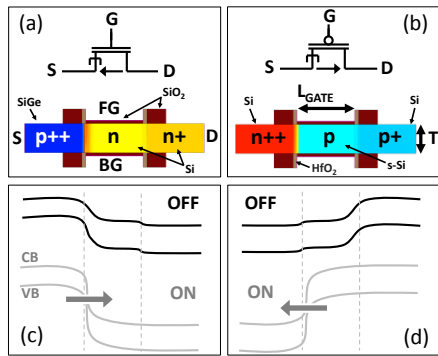 (a)
G
S
D
SiGe
FG
SiO2
S
p++
n
n+
D
BG
Si
(b)
G
S
D
LGATE
Si
Si
n++
p
p+
T
HfO2
s-Si
OFF
CB
VB
ON
(c)
OFF
ON
(d)